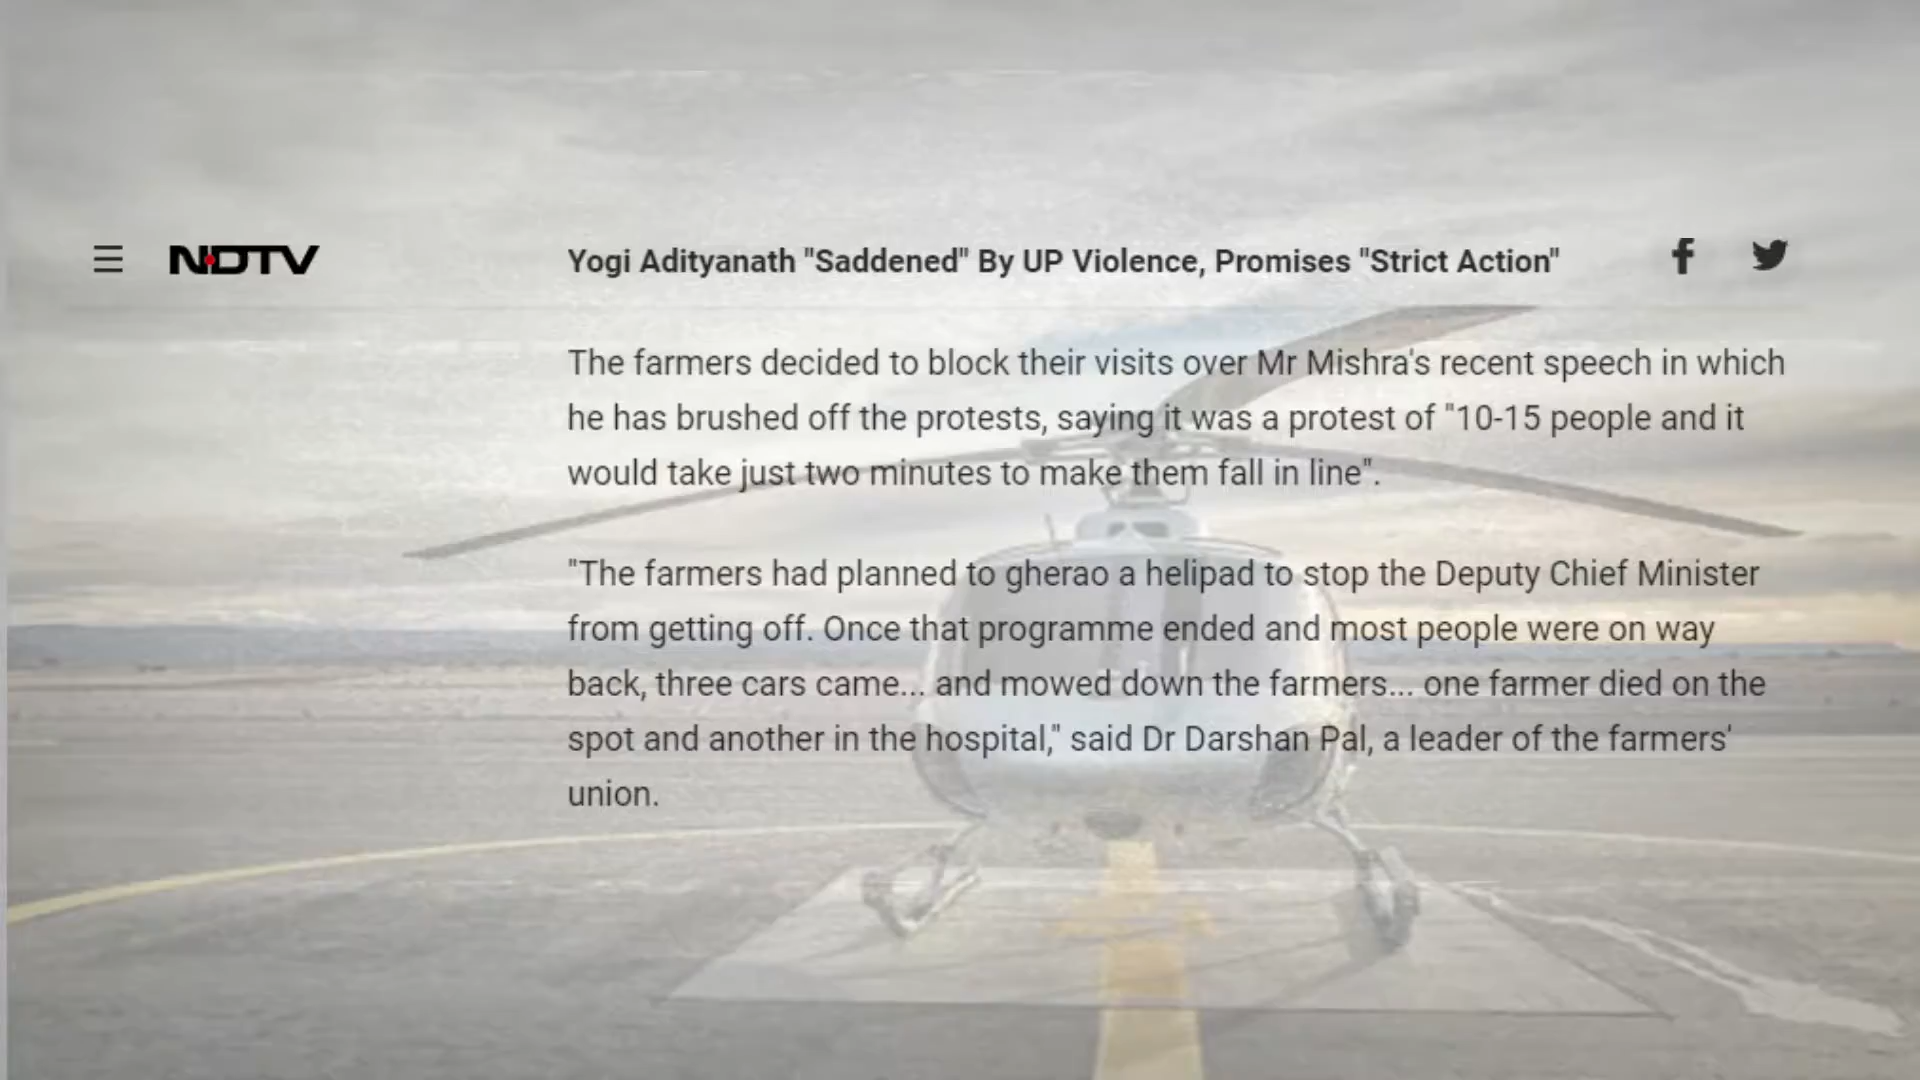 NDTV
Yogi Adityanath "Saddened" By UP Violence, Promises "Strict Action"
The farmers decided to block their visits over Mr Mishra's recent speech in which
he has brushed off the protests, saying it was a protest of "10-15 people and it
would take just two minutes to make them fall in line".
"The farmers had planned to gherao a helipad to stop the Deputy Chief Minister
from getting off. Once that programme ended and most people were on way
back, three cars came... and mowed down the farmers... one farmer died on the
spot and another in the hospital," said Dr Darshan Pal, a leader of the farmers'
union.